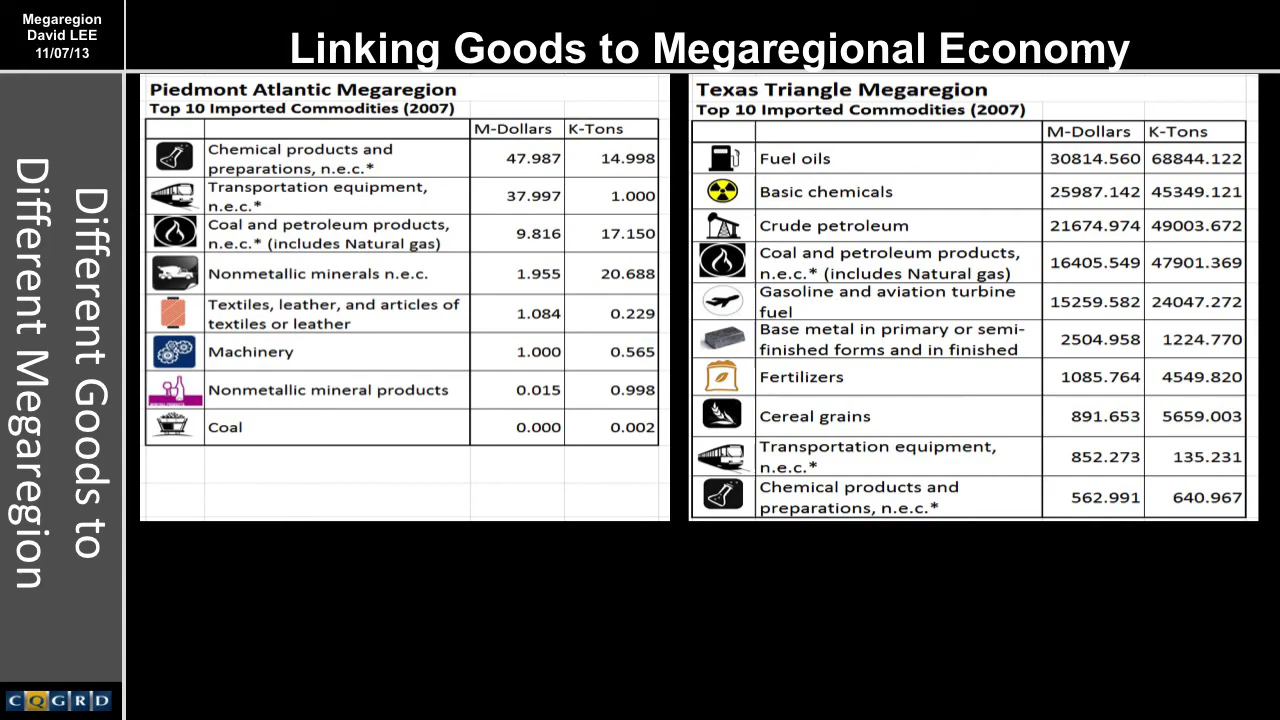 Megaregion
David LEE
11/07/13
Linking Goods to Megaregional Economy
Different Goods to
Different Megaregion
Piedmont Atlantic Megaregion
Top 10 Imported Commodities (2007)
M-Dollars K-Tons
Chemical products and
preparations, n.e.c.* 47.987 14.998
Transportation equipment,
n.e.c.* 37.997 1.000
Coal and petroleum products,
n.e.c.* (includes Natural gas) 9.816 17.150
Nonmetallic minerals n.e.c. 1.955 20.688
Textiles, leather, and articles of
textiles or leather 1.084 0.229
Machinery 1.000 0.565
Nonmetallic mineral products 0.015 0.998
Coal 0.000 0.002
Texas Triangle Megaregion
Top 10 Imported Commodities (2007)
M-Dollars K-Tons
Fuel oils 30814.560 68844.122
Basic chemicals 25987.142 45349.121
Crude petroleum 21674.974 49003.672
Coal and petroleum products,
n.e.c.* (includes Natural gas) 16405.549 47901.369
Gasoline and aviation turbine
fuel 15259.582 24047.272
Base metal in primary or semi-
finished forms and in finished 2504.958 1224.770
Fertilizers 1085.764 4549.820
Cereal grains 891.653 5659.003
Transportation equipment,
n.e.c.* 852.273 135.231
Chemical products and
preparations, n.e.c.* 562.991 640.967
CQGRD